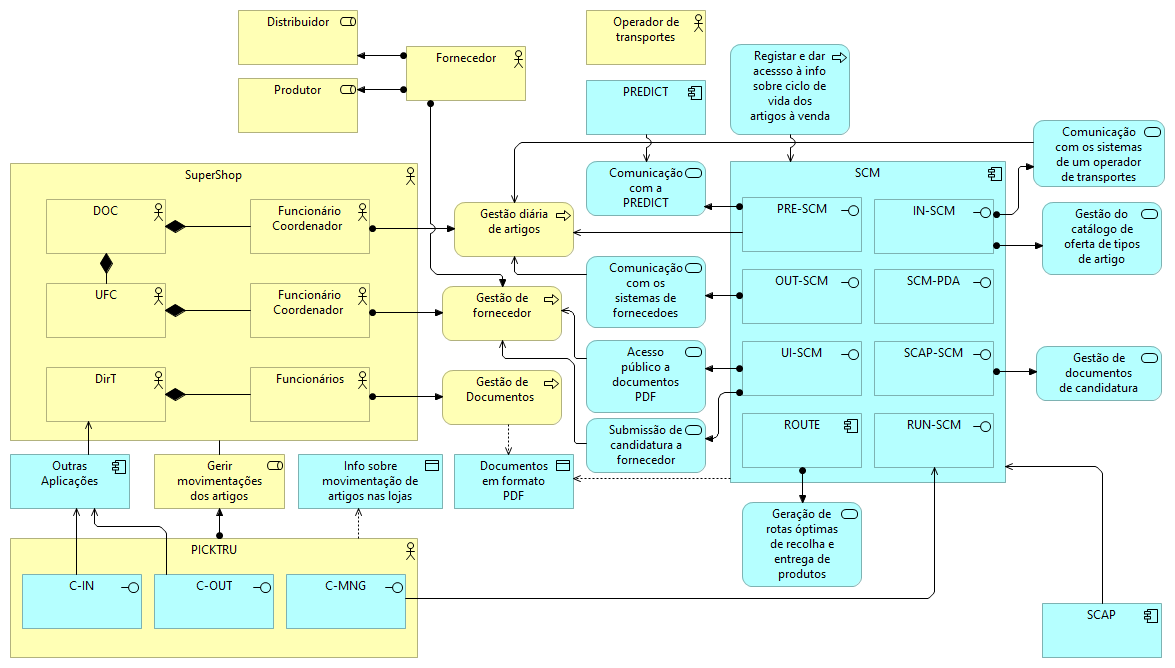 Distribuidor
Fornecedor
Produtor
Operador de
transportes
PREDICT
Registar e dar
acessso à info
sobre ciclo de
vida dos
artigos à venda
Comunicação
com os sistemas
de um operador
de transportes
SuperShop
DOC
Funcionário
Coordenador
UFC
Funcionário
Coordenador
DirT
Funcionários
Gestão diária
de artigos
Gestão de
fornecedor
Gestão de
Documentos
Comunicação
com a
PREDICT
Comunicação
com os
sistemas de
fornecedoes
Acesso
público a
documentos
PDF
Submissão de
candidatura a
fornecedor
SCM
PRE-SCM
IN-SCM
OUT-SCM
SCM-PDA
UI-SCM
SCAP-SCM
ROUTE
RUN-SCM
Gestão do
catálogo de
oferta de tipos
de artigo
Gestão de
documentos
de candidatura
Outras
Aplicações
Gerir
movimentações
dos artigos
Info sobre
movimentação de
artigos nas lojas
Documentos
em formato
PDF
Geração de
rotas óptimas
de recolha e
entrega de
produtos
PICKTRU
C-IN
C-OUT
C-MNG
SCAP